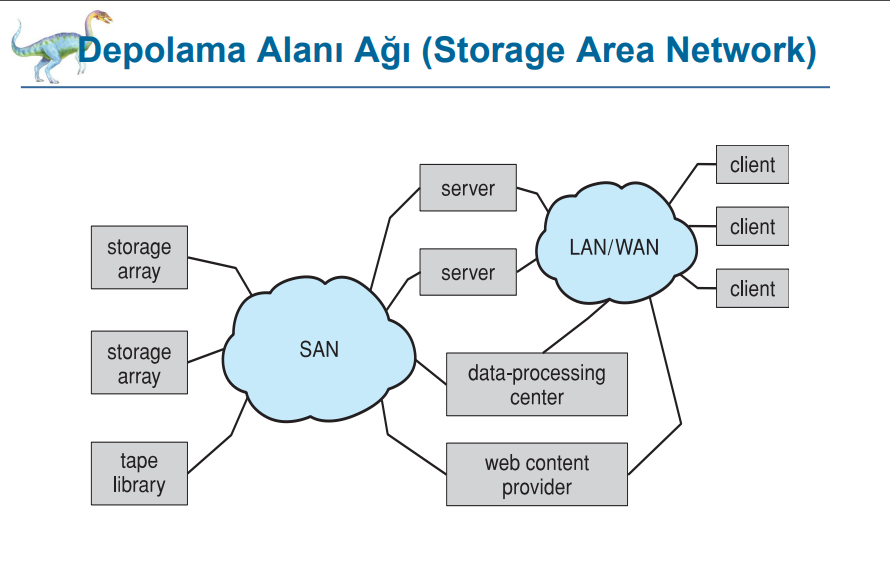 Depolama Alanı Ağı (Storage Area Network)
server
client
client
client
LAN/WAN
storage
array
server
SAN
storage
array
data-processing
center
tape
library
web content
provider